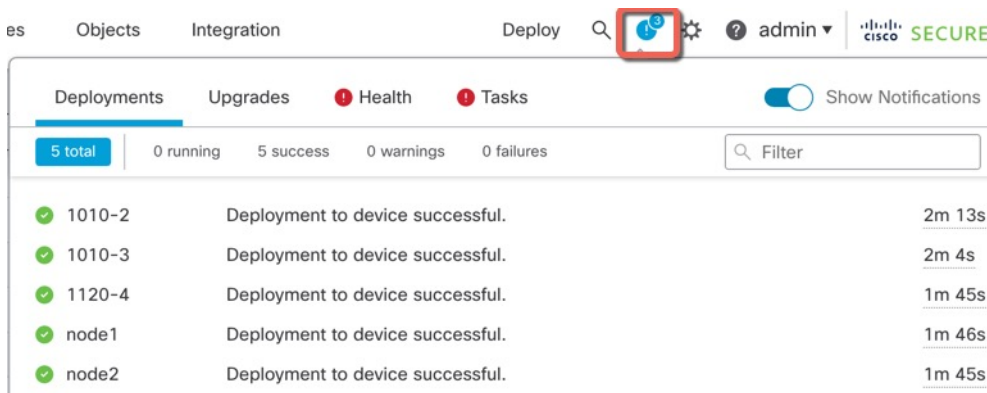 es Objects Integration Deploy 3 admin cisco SECURE
Deployments Upgrades Health Tasks Show Notifications
5 total 0 running 5 success 0 warnings 0 failures Filter
1010-2 Deployment to device successful. 2m 13s
1010-3 Deployment to device successful. 2m 4s
1120-4 Deployment to device successful. 1m 45s
node1 Deployment to device successful. 1m 46s
node2 Deployment to device successful. 1m 45s